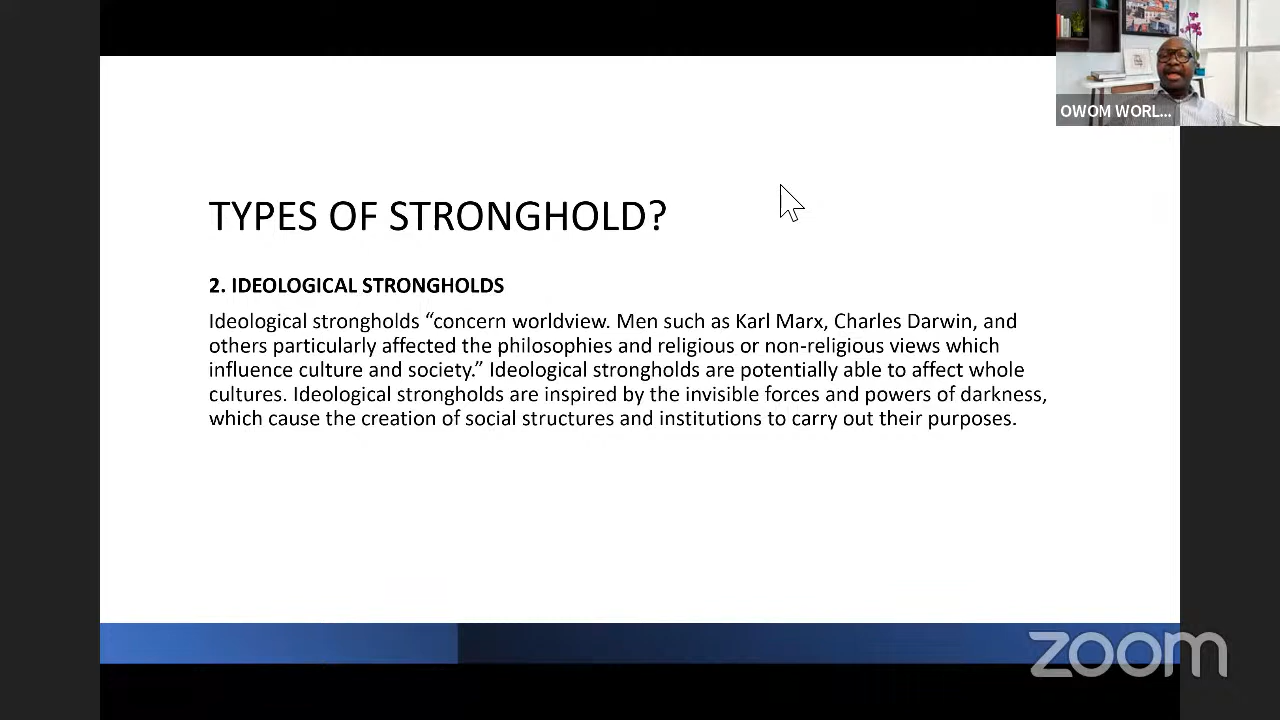 OWOM WORL...
TYPES OF STRONGHOLD?
2. IDEOLOGICAL STRONGHOLDS
Ideological strongholds “concern worldview. Men such as Karl Marx, Charles Darwin, and
others particularly affected the philosophies and religious or non-religious views which
influence culture and society.” Ideological strongholds are potentially able to affect whole
cultures. Ideological strongholds are inspired by the invisible forces and powers of darkness,
which cause the creation of social structures and institutions to carry out their purposes.
zoom